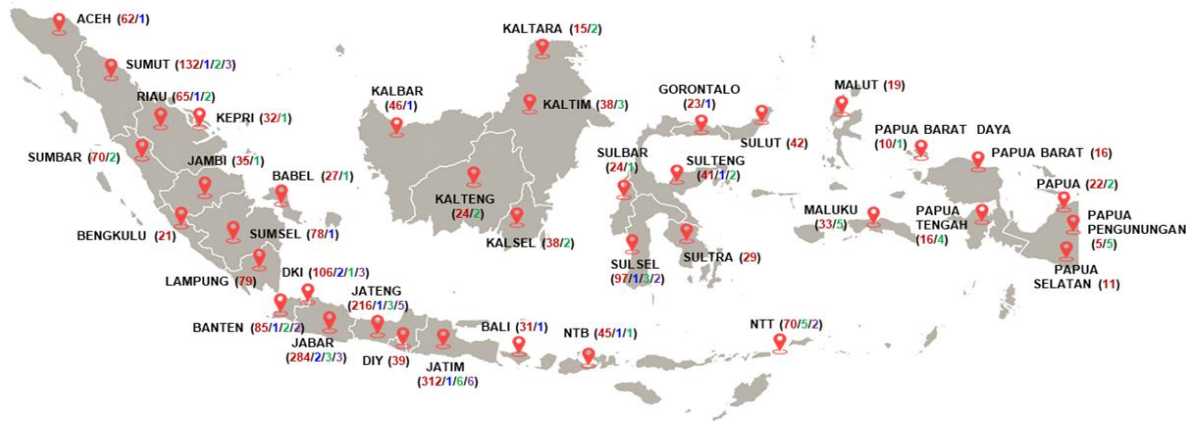 ACEH (62/1)
SUMUT (132/1/2/3)
RIAU (65/1/2)
KEPRI (32/1)
SUMBAR (70/2)
JAMBI (35/1)
BABEL (27/1)
BENGKULU (21)
SUMSEL (78/1)
LAMPUNG (79)
DKI (106/2/1/3)
BANTEN (85/1/2/2)
JABAR
(284/2/3/3)
JATENG
(216/1/3/5)
DIY (39)
JATIM
(312/1/6/6)
BALI (31/1)
NTB (45/1/1)
NTT (70/5/2)
KALTARA (15/2)
KALBAR
(46/1)
KALTIM (38/3)
KALTENG
(24/2)
KALSEL (38/2)
GORONTALO
(23/1)
SULUT (42)
SULBAR
(24/1)
SULTENG
(41/1/2)
SULSEL
(97/1/3/2)
SULTRA (29)
MALUT (19)
MALUKU
(33/5)
PAPUA BARAT DAYA
(10/1)
PAPUA BARAT (16)
PAPUA (22/2)
PAPUA
TENGAH
(16/4)
PAPUA
PENGUNUNGAN
(5/5)
PAPUA
SELATAN (11)